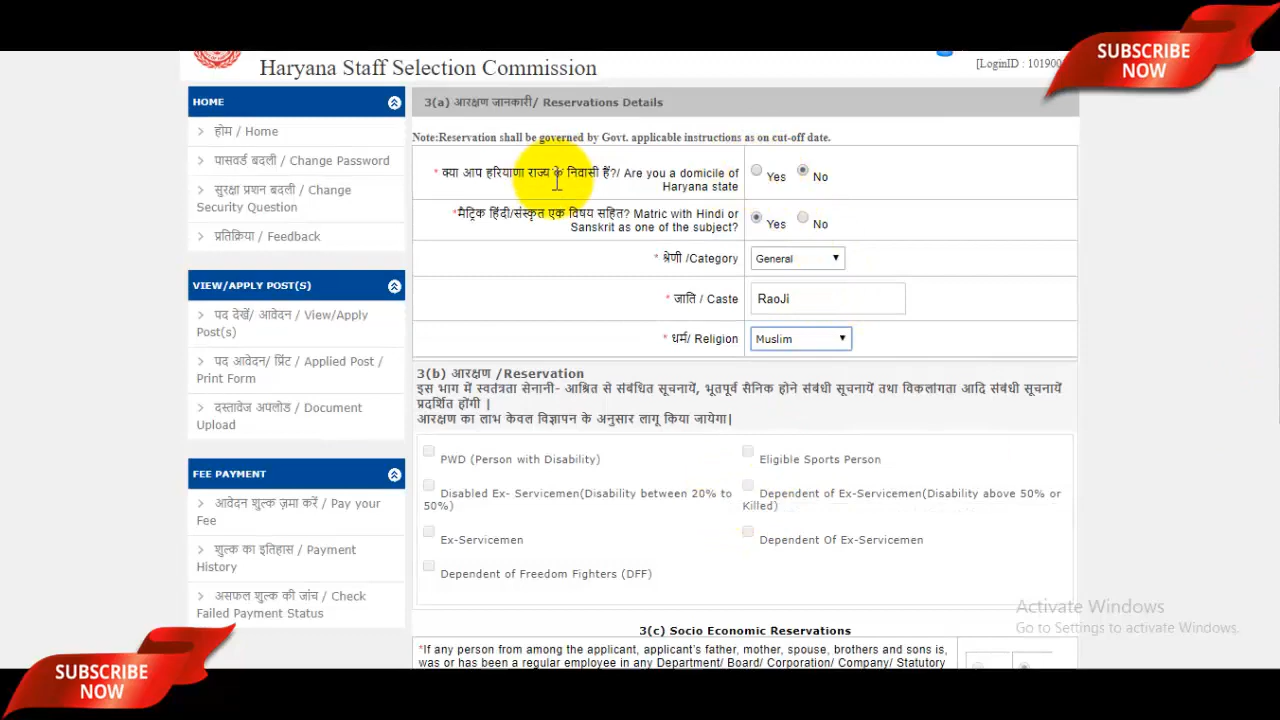 SUBSCRIBE
NOW
Haryana Staff Selection Commission
[LoginID : 101900
HOME
होम / Home
पासवर्ड बदली / Change Password
सुरक्षा प्रशन बदली / Change
Security Question
प्रतिक्रिया / Feedback
VIEW/APPLY POST(S)
पद देखें/ आवेदन / View/Apply
Post(s)
पद आवेदन/ प्रिंट / Applied Post /
Print Form
दस्तावेज अपलोड / Document
Upload
FEE PAYMENT
आवेदन शुल्क ज़मा करें / Pay your
Fee
शुल्क का इतिहास / Payment
History
असफल शुल्क की जांच / Check
Failed Payment Status
3(a) आरक्षण जानकारी/ Reservations Details
Note:Reservation shall be governed by Govt. applicable instructions as on cut-off date.
* क्या आप हरियाणा राज्य के निवासी हैं?/ Are you a domicile of
Haryana state
Yes No
*मैट्रिक हिंदी/संस्कृत एक विषय सहित? Matric with Hindi or
Sanskrit as one of the subject?
Yes No
* श्रेणी /Category General
* जाति / Caste RaoJi
* धर्म/ Religion Muslim
3(b) आरक्षण /Reservation
इस भाग में स्वतंत्रता सेनानी- आश्रित से संबंधित सूचनायें, भूतपूर्व सैनिक होने संबंधी सूचनायें तथा विकलांगता आदि संबंधी सूचनायें
प्रदर्शित होंगी |
आरक्षण का लाभ केवल विज्ञापन के अनुसार लागू किया जायेगा|
PWD (Person with Disability) Eligible Sports Person
Disabled Ex- Servicemen(Disability between 20% to
50%)
Dependent of Ex-Servicemen(Disability above 50% or
Killed)
Ex-Servicemen Dependent Of Ex-Servicemen
Dependent of Freedom Fighters (DFF)
3(c) Socio Economic Reservations
*If any person from among the applicant, applicant's father, mother, spouse, brothers and sons is,
was or has been a regular employee in any Department/ Board/ Corporation/ Company/ Statutory
Activate Windows
Go to Settings to activate Windows.
SUBSCRIBE
NOW